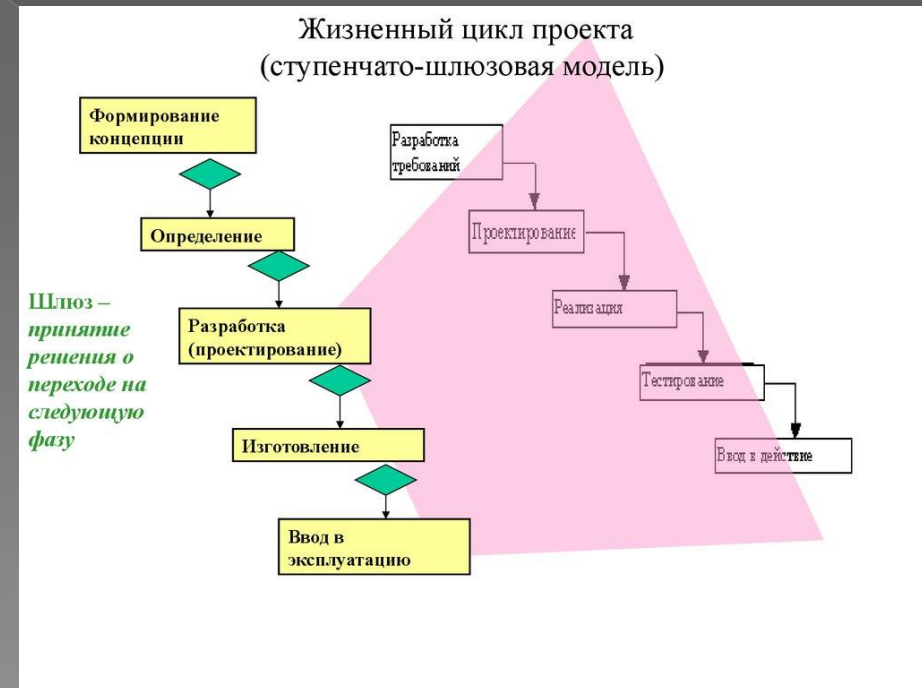 Жизненный цикл проекта
(ступенчато-шлюзовая модель)
Формирование
концепции
Определение
Разработка
(проектирование)
Изготовление
Ввод в
эксплуатацию
Шлюз –
принятие
решения о
переходе на
следующую
фазу
Разработка
требований
Проектирование
Реализация
Тестирование
Ввод в действие